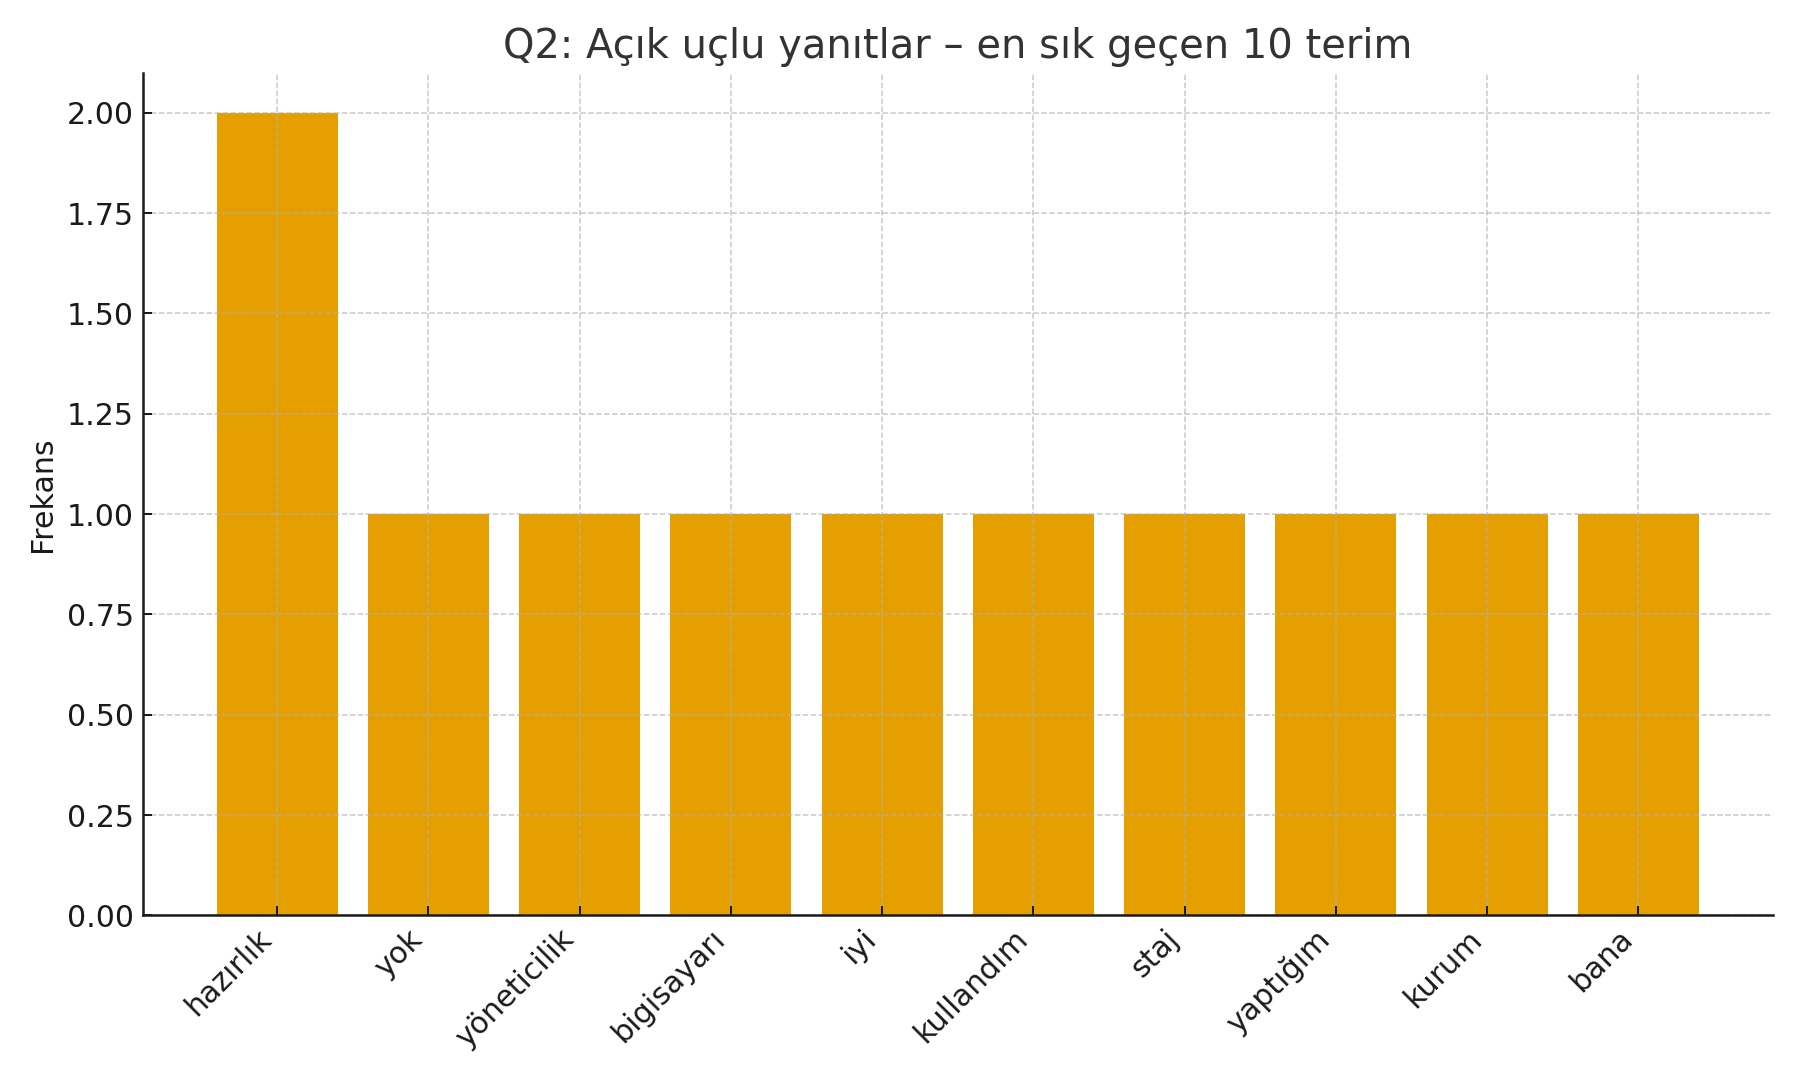 Q2: Açık uçlu yanıtlar – en sık geçen 10 terim
Frekans
2.00
1.75
1.50
1.25
1.00
0.75
0.50
0.25
0.00
hazırlık
yok
yöneticilik
bigisayarı
iyi
kullandım
staj
yaptığım
kurum
bana